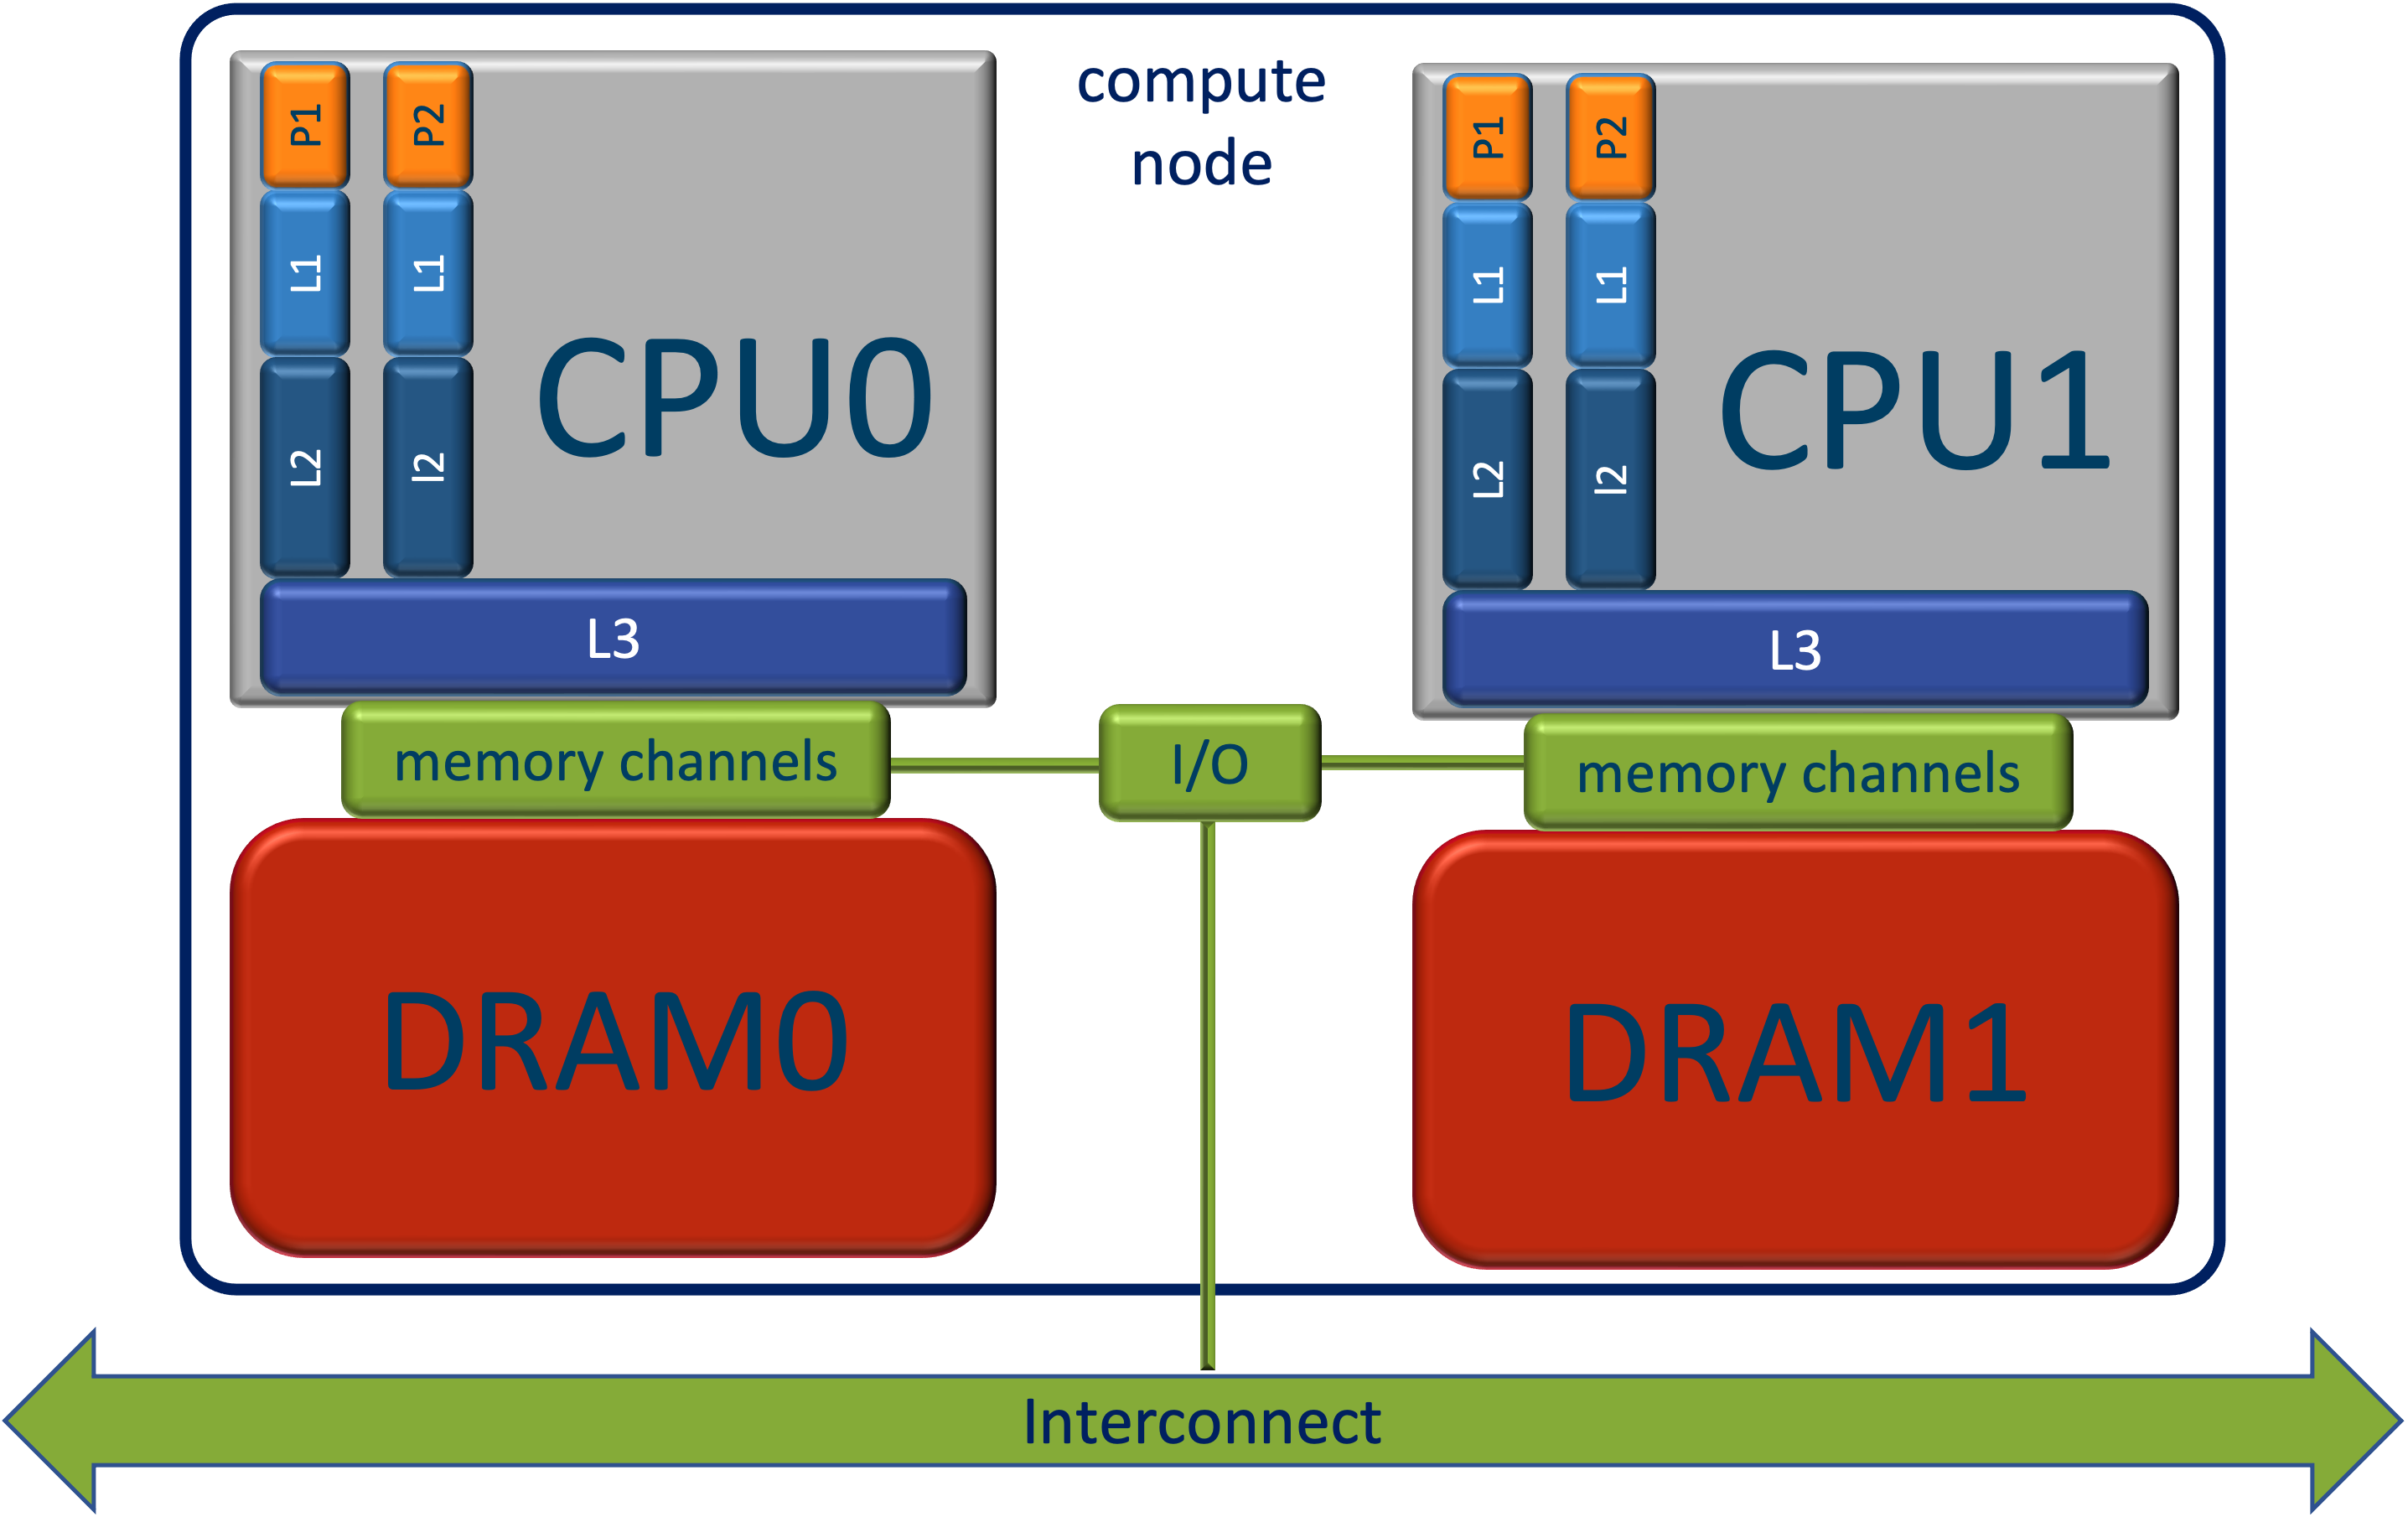 compute
node
P1
P2
L1
L1
L2
l2
CPU0
L3
memory channels
DRAM0
P1
P2
L1
L1
L2
l2
CPU1
L3
memory channels
DRAM1
I/O
Interconnect